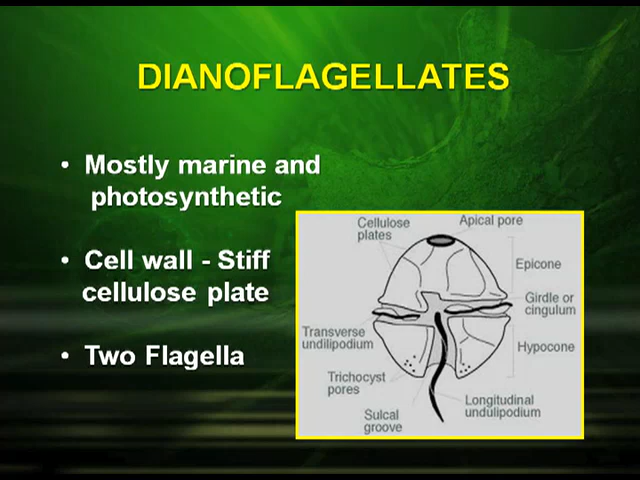 DIANOFLAGELLATES
• Mostly marine and
photosynthetic
• Cell wall - Stiff
cellulose plate
• Two Flagella
Cellulose
plates
Apical pore
Epicone
Girdle or
cingulum
Transverse
undilipodium
Hypocone
Trichocyst
pores
Longitudinal
undulipodium
Sulcal
groove